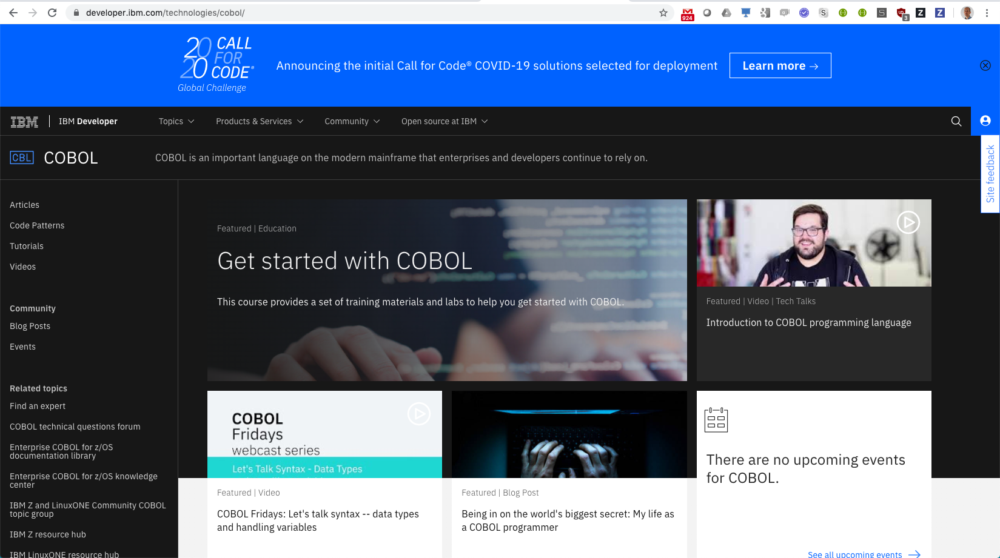 developer.ibm.com/technologies/cobol/
924
S
S
3
Z
Z
2020 CALL
FOR
CODE®
Global Challenge
Announcing the initial Call for Code® COVID-19 solutions selected for deployment
Learn more →
IBM
IBM Developer
Topics
Products & Services
Community
Open source at IBM
CBL
COBOL
COBOL is an important language on the modern mainframe that enterprises and developers continue to rely on.
Site feedback
Articles
Code Patterns
Tutorials
Videos
Community
Blog Posts
Events
Related topics
Find an expert
COBOL technical questions forum
Enterprise COBOL for z/OS
documentation library
Enterprise COBOL for z/OS knowledge
center
IBM Z and LinuxONE Community COBOL
topic group
IBM Z resource hub
IBM LinuxONE resource hub
Featured | Education
Get started with COBOL
This course provides a set of training materials and labs to help you get started with COBOL.
Featured | Video | Tech Talks
Introduction to COBOL programming language
COBOL
Fridays
webcast series
Let's Talk Syntax - Data Types
Featured | Video
COBOL Fridays: Let's talk syntax -- data types
and handling variables
Featured | Blog Post
Being in on the world's biggest secret: My life as
a COBOL programmer
There are no upcoming events
for COBOL.
See all upcoming events →